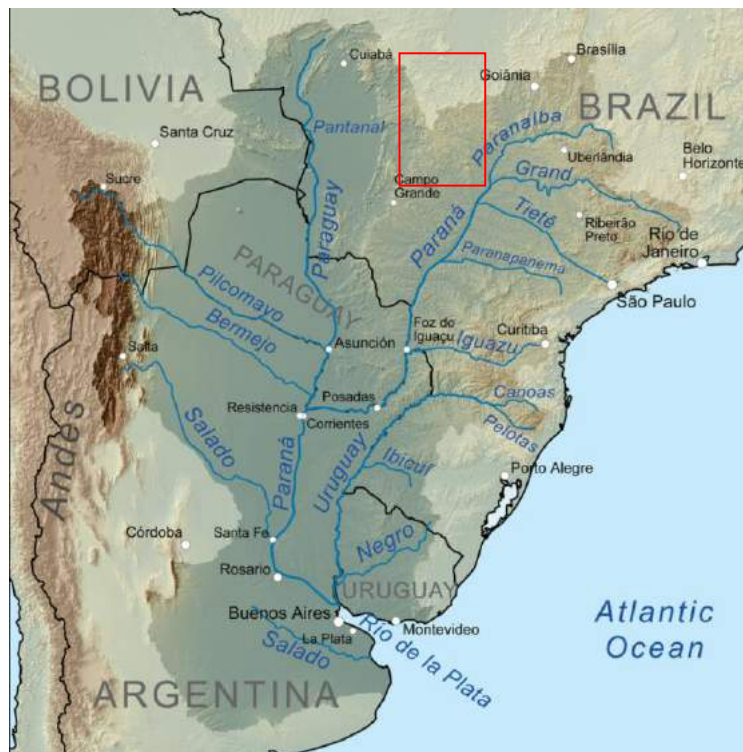 Cuiabá
Brasília
Goiânia
BOLIVIA
BRAZIL
Pantanal
Paranaíba
Santa Cruz
Uberlândia
Belo
Horizonte
Sucre
Campo
Grande
Grand
Tietê
Ribeirão
Preto
Rio de
Janeiro
Paraguay
Paraná
Paranapanema
São Paulo
PARAGUAY
Pilcomayo
Bermejo
Foz do
Iguaçu
Iguazu
Curitiba
Asunción
Salta
Posadas
Canoas
Resistencia
Corrientes
Pelotas
Andes
Salado
Paraná
Uruguay
Ibicuí
Porto Alegre
Córdoba
Santa Fe
Negro
Rosario
URUGUAY
Buenos Aires
Montevideo
La Plata
Río de la Plata
Salado
Atlantic
Ocean
ARGENTINA